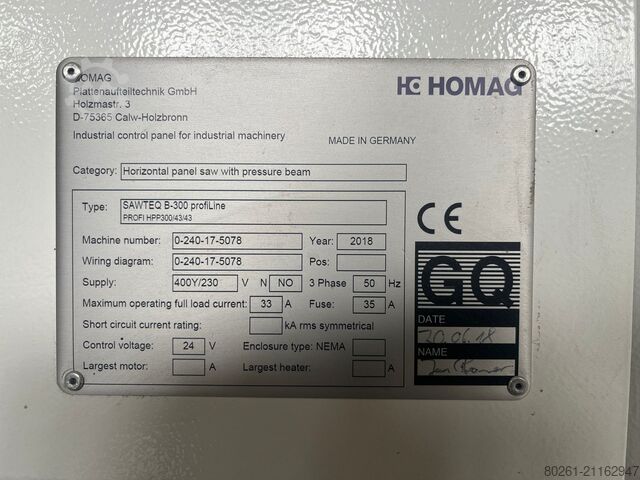 HOMAG
Plattenaufteiltechnik GmbH
Holzmastr. 3
D-75365 Calw-Holzbronn
HOMAG
Industrial control panel for industrial machinery
MADE IN GERMANY
Category: Horizontal panel saw with pressure beam
Type: SAWTEQ B-300 profiLine
PROFI HPP300/43/43
Machine number: 0-240-17-5078 Year: 2018
Wiring diagram: 0-240-17-5078 Pos:
Supply: 400Y/230 V N NO 3 Phase 50 Hz
Maximum operating full load current: 33 A Fuse: 35 A
Short circuit current rating: kA rms symmetrical
Control voltage: 24 V Enclosure type: NEMA
Largest motor: A Largest heater: A
CE
GQ
DATE
30.06.18
NAME
80261-21162947